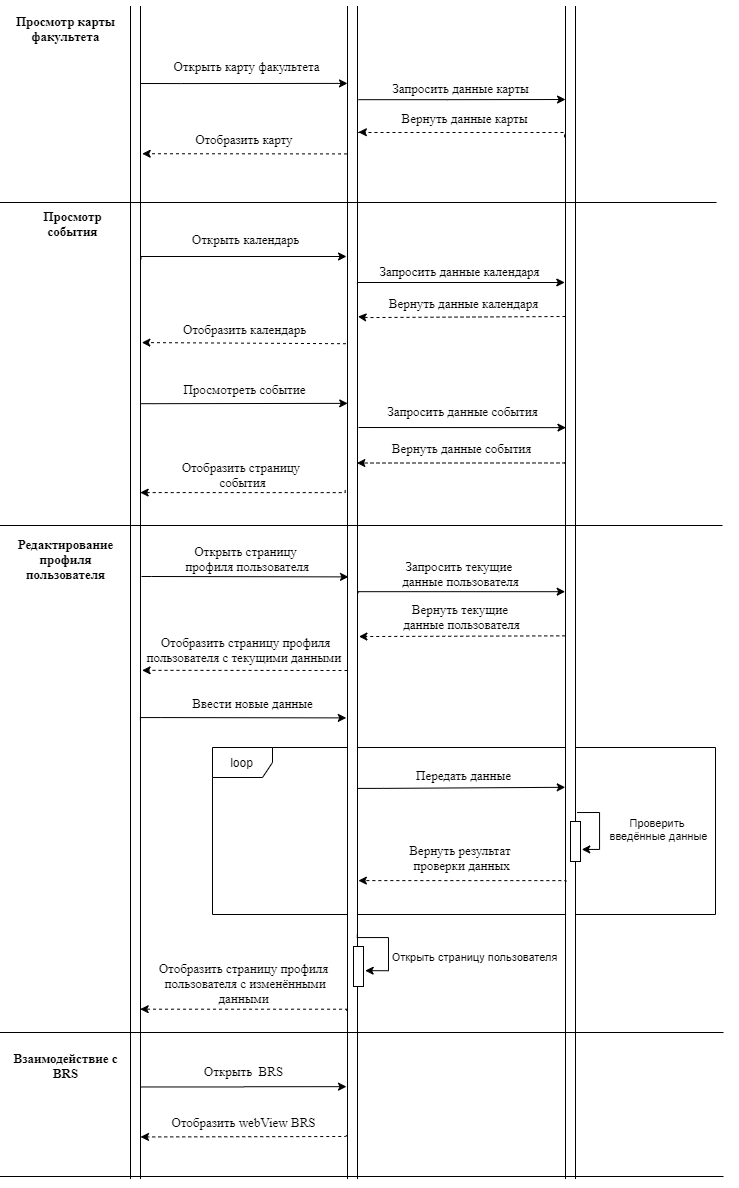 Просмотр карты
факультета
Открыть карту факультета
Запросить данные карты
Вернуть данные карты
Отобразить карту
Просмотр
события
Открыть календарь
Запросить данные календаря
Вернуть данные календаря
Отобразить календарь
Просмотреть событие
Запросить данные события
Вернуть данные события
Отобразить страницу
события
Редактирование
профиля
пользователя
Открыть страницу
профиля пользователя
Запросить текущие
данные пользователя
Вернуть текущие
данные пользователя
Отобразить страницу профиля
пользователя с текущими данными
Ввести новые данные
loop
Передать данные
Проверить
введённые данные
Вернуть результат
проверки данных
Открыть страницу пользователя
Отобразить страницу профиля
пользователя с изменёнными
данными
Взаимодействие с
BRS
Открыть BRS
Отобразить webView BRS